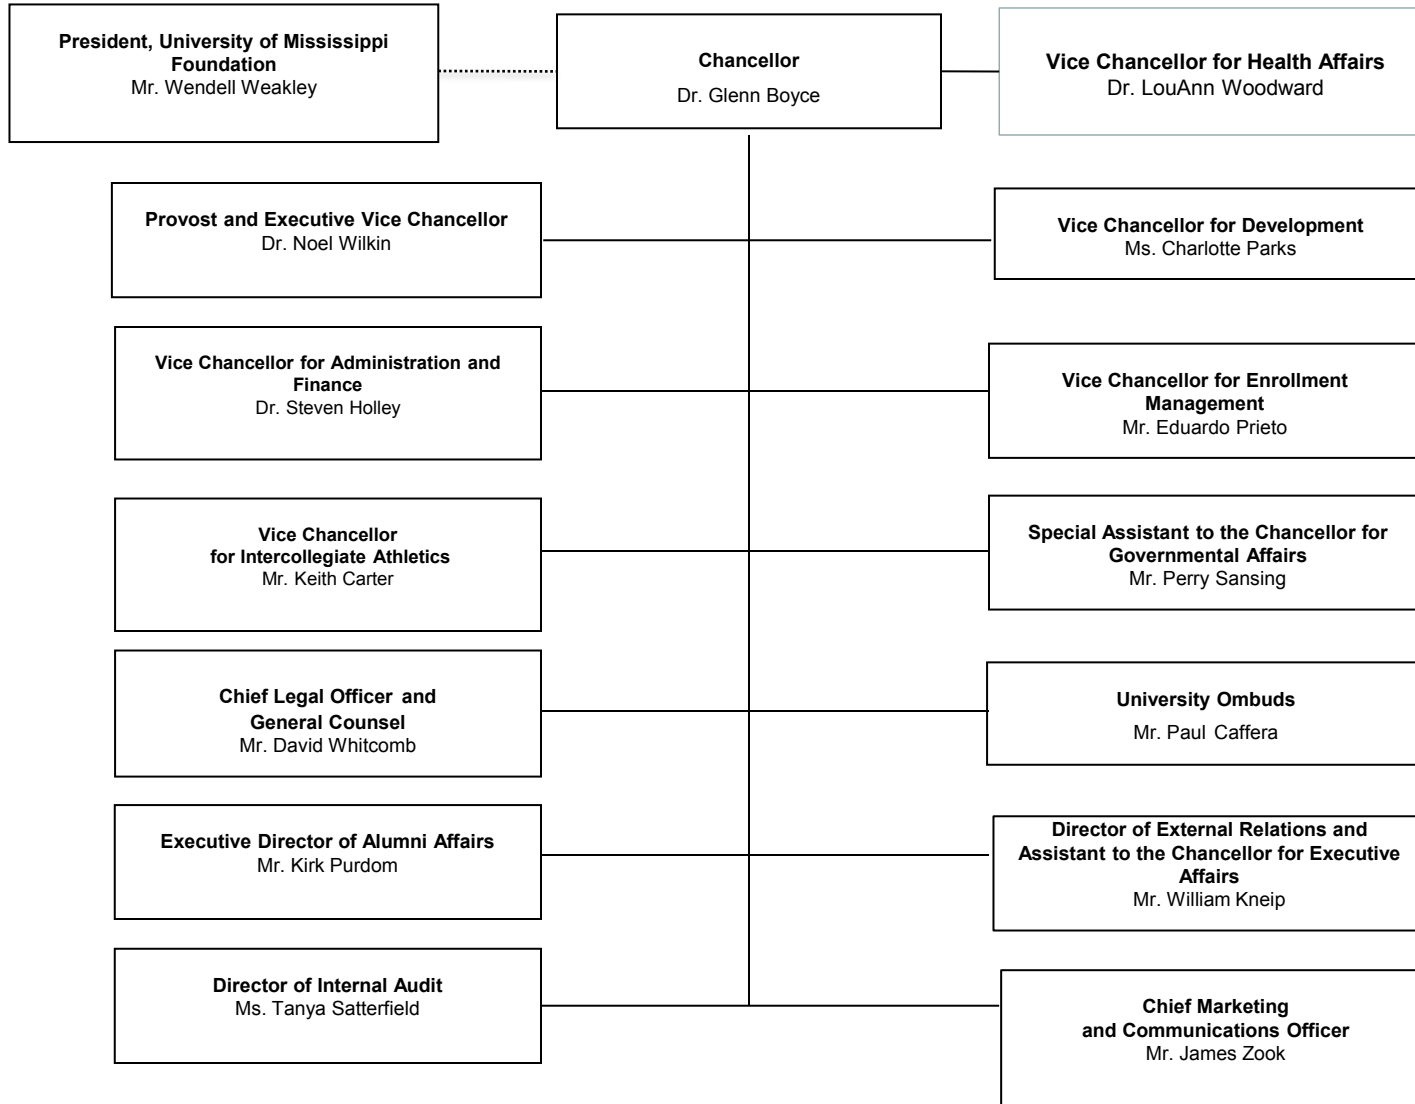 President, University of Mississippi
Foundation
Mr. Wendell Weakley
Chancellor
Dr. Glenn Boyce
Vice Chancellor for Health Affairs
Dr. LouAnn Woodward
Provost and Executive Vice Chancellor
Dr. Noel Wilkin
Vice Chancellor for Development
Ms. Charlotte Parks
Vice Chancellor for Administration and
Finance
Dr. Steven Holley
Vice Chancellor for Enrollment
Management
Mr. Eduardo Prieto
Vice Chancellor
for Intercollegiate Athletics
Mr. Keith Carter
Special Assistant to the Chancellor for
Governmental Affairs
Mr. Perry Sansing
Chief Legal Officer and
General Counsel
Mr. David Whitcomb
University Ombuds
Mr. Paul Caffera
Executive Director of Alumni Affairs
Mr. Kirk Purdom
Director of External Relations and
Assistant to the Chancellor for Executive
Affairs
Mr. William Kneip
Director of Internal Audit
Ms. Tanya Satterfield
Chief Marketing
and Communications Officer
Mr. James Zook